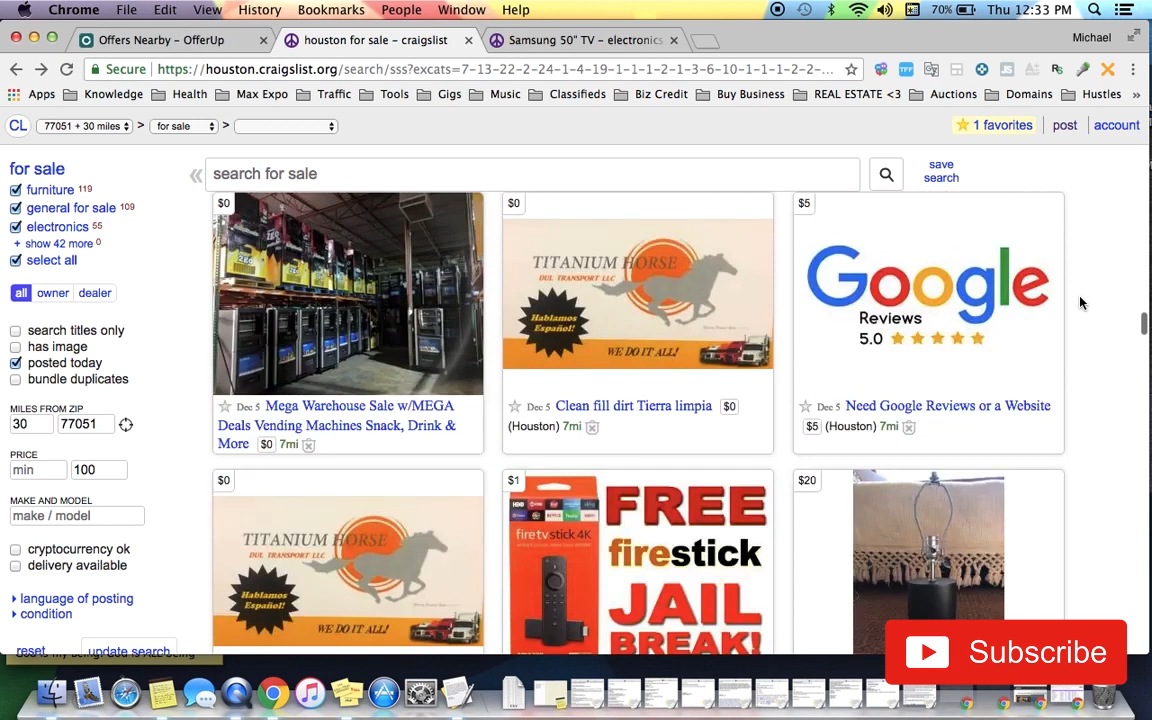 Chrome File Edit View History Bookmarks People Window Help 70% Thu 12:33 PM
Offers Nearby – OfferUp houston for sale – craigslist Samsung 50" TV – electronics Michael
Secure https://houston.craigslist.org/search/sss?excats=7-13-22-2-24-1-4-19-1-1-1-2-1-3-6-10-1-1-1-2-2-...
Apps Knowledge Health Max Expo Traffic Tools Gigs Music Classifieds Biz Credit Buy Business REAL ESTATE <3 Auctions Domains Hustles »
CL 77051 + 30 miles > for sale > 1 favorites post account
for sale
furniture 119
general for sale 109
electronics 55
+ show 42 more 0
select all
all owner dealer
search titles only
has image
posted today
bundle duplicates
MILES FROM ZIP
30 77051
PRICE
min 100
MAKE AND MODEL
make / model
cryptocurrency ok
delivery available
language of posting
condition
reset update search
« search for sale
save
search
$0
Dec 5 Mega Warehouse Sale w/MEGA
Deals Vending Machines Snack, Drink &
More $0 7mi
$0
TITANIUM HORSE
DUL TRANSPORT LLC
Hablamos
Español!
WE DO IT ALL!
Dec 5 Clean fill dirt Tierra limpia $0
(Houston) 7mi
$5
Google
Reviews
5.0
Dec 5 Need Google Reviews or a Website
$5 (Houston) 7mi
$0
TITANIUM HORSE
DUL TRANSPORT LLC
Hablamos
Español!
WE DO IT ALL!
$1
fire tv stick 4K
FREE
firestick
JAIL
BREAK!
$20
Subscribe